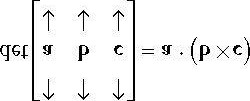 det[↑ ↑ ↑
a b c
↓ ↓ ↓] = a · (b × c)